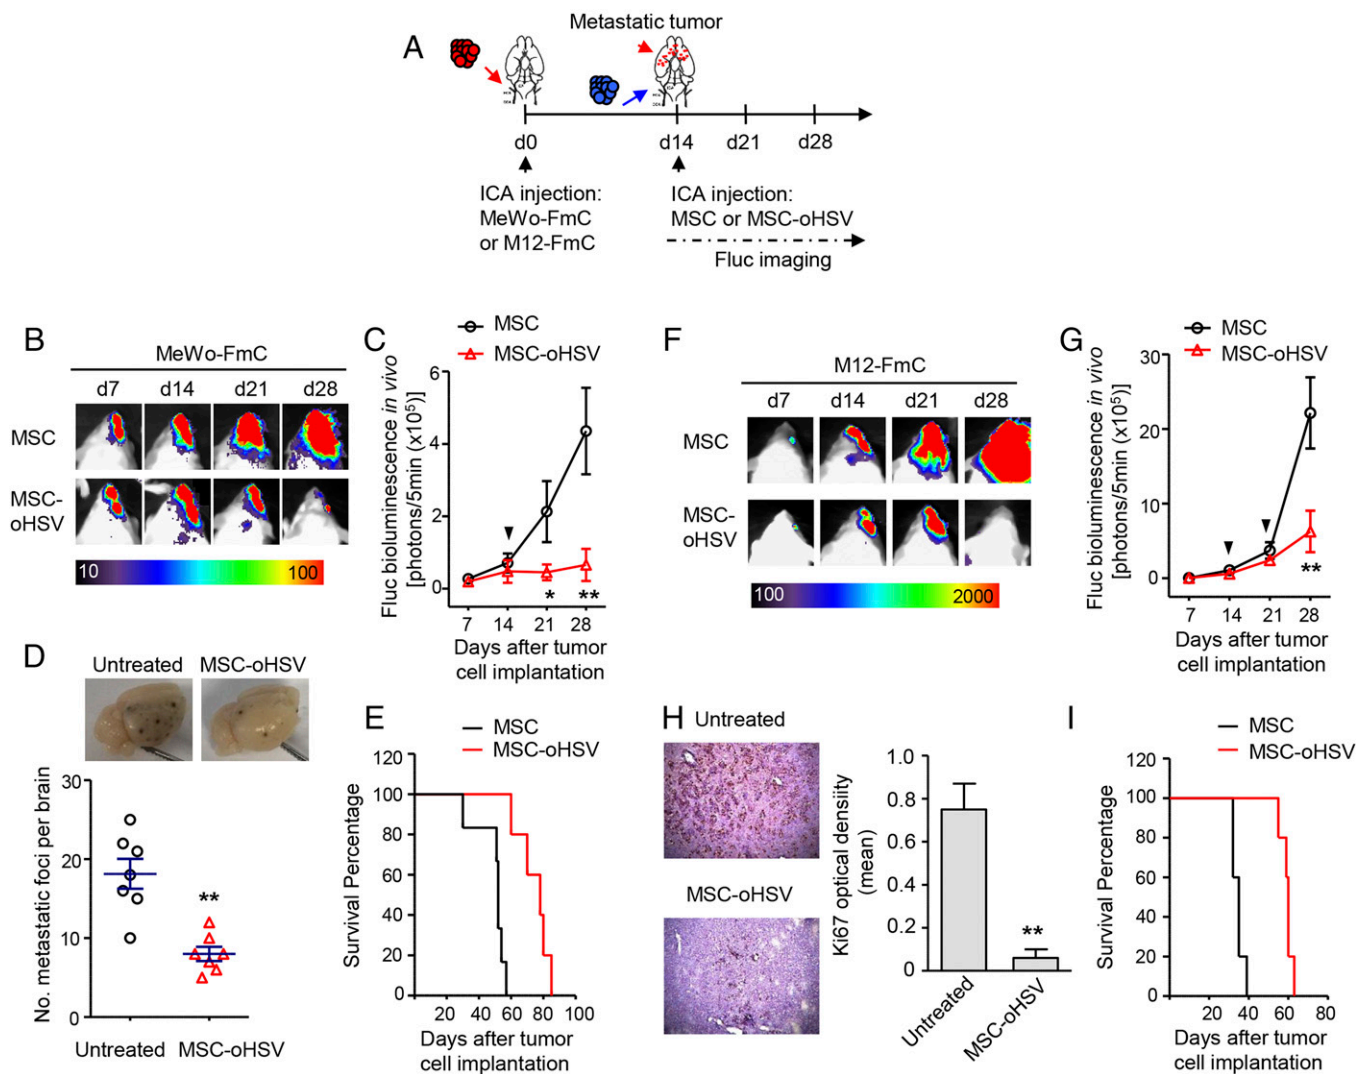 A
Metastatic tumor
d0
d14
d21
d28
ICA injection:
MeWo-FmC
or M12-FmC
ICA injection:
MSC or MSC-oHSV
Fluc imaging
B
MeWo-FmC
d7 d14 d21 d28
MSC
MSC-
oHSV
10 100
C
MSC
MSC-oHSV
Fluc bioluminescence in vivo
[photons/5min (x10⁵)]
6
4
2
0
*
**
7 14 21 28
Days after tumor
cell implantation
F
M12-FmC
d7 d14 d21 d28
MSC
MSC-
oHSV
100 2000
G
MSC
MSC-oHSV
Fluc bioluminescence in vivo
[photons/5min (x10⁵)]
30
20
10
0
**
7 14 21 28
Days after tumor
cell implantation
D
Untreated MSC-oHSV
No. metastatic foci per brain
30
20
10
0
**
Untreated MSC-oHSV
E
MSC
MSC-oHSV
Survival Percentage
120
100
80
60
40
20
0
0 20 40 60 80 100
Days after tumor
cell implantation
H
Untreated
MSC-oHSV
Ki67 optical densiity
(mean)
1.0
0.8
0.6
0.4
0.2
0
**
Untreated
MSC-oHSV
I
MSC
MSC-oHSV
Survival Percentage
120
100
80
60
40
20
0
0 20 40 60 80
Days after tumor
cell implantation